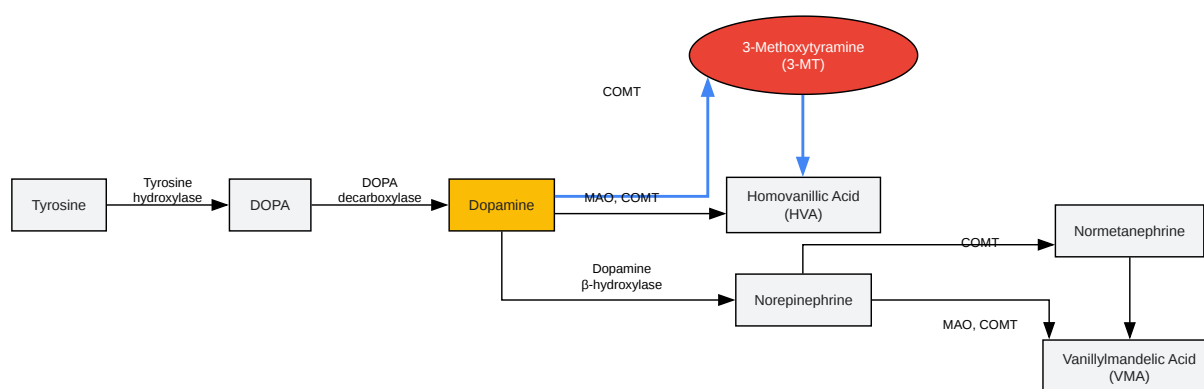 3-Methoxytyramine
(3-MT)
COMT
Tyrosine
Tyrosine
hydroxylase
DOPA
DOPA
decarboxylase
Dopamine
MAO, COMT
Homovanillic Acid
(HVA)
Dopamine
β-hydroxylase
Norepinephrine
COMT
Normetanephrine
MAO, COMT
Vanillylmandelic Acid
(VMA)